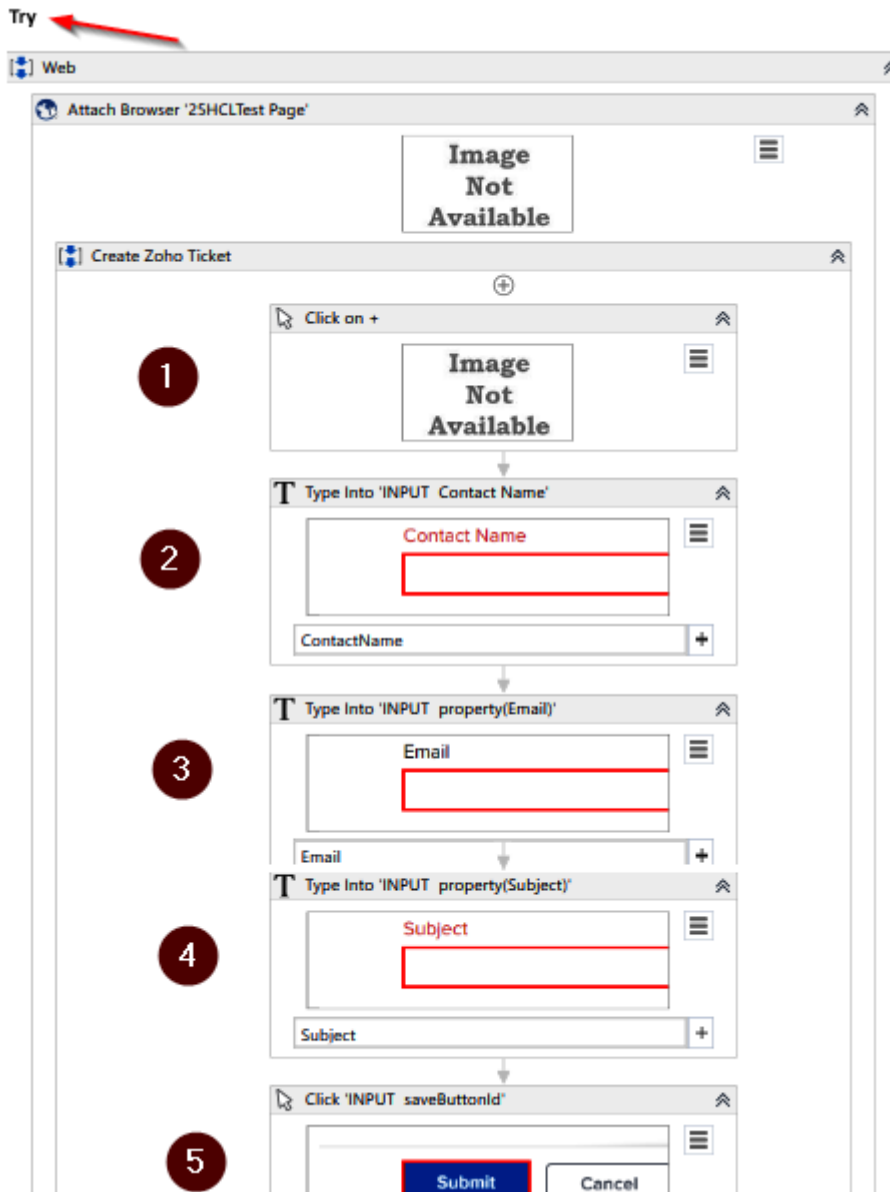 Try
Web
Attach Browser '25HCLTest Page'
Image
Not
Available
Create Zoho Ticket
Click on +
1
Image
Not
Available
T Type Into 'INPUT Contact Name'
2
Contact Name
ContactName
T Type Into 'INPUT property(Email)'
3
Email
Email
T Type Into 'INPUT property(Subject)'
4
Subject
Subject
Click 'INPUT saveButtonId'
5
Submit Cancel